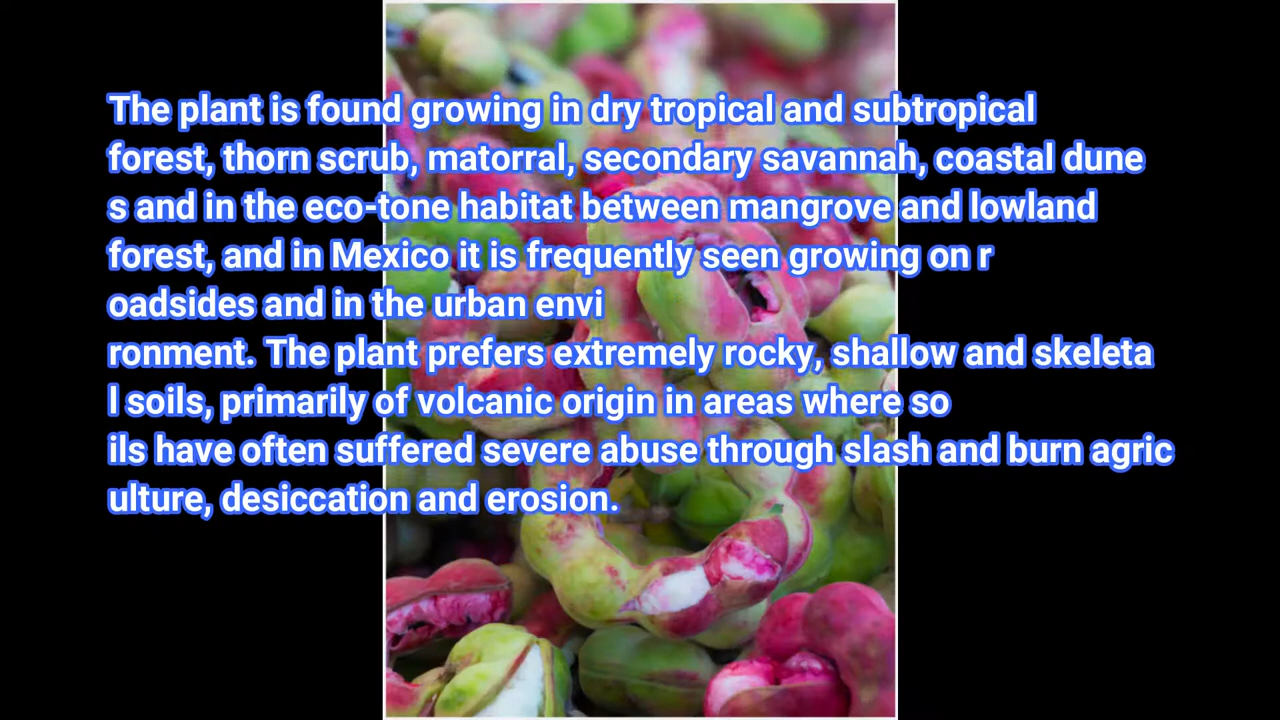 The plant is found growing in dry tropical and subtropical
forest, thorn scrub, matorral, secondary savannah, coastal dune
s and in the eco-tone habitat between mangrove and lowland
forest, and in Mexico it is frequently seen growing on r
oadsides and in the urban envi
ronment. The plant prefers extremely rocky, shallow and skeleta
l soils, primarily of volcanic origin in areas where so
ils have often suffered severe abuse through slash and burn agric
ulture, desiccation and erosion.